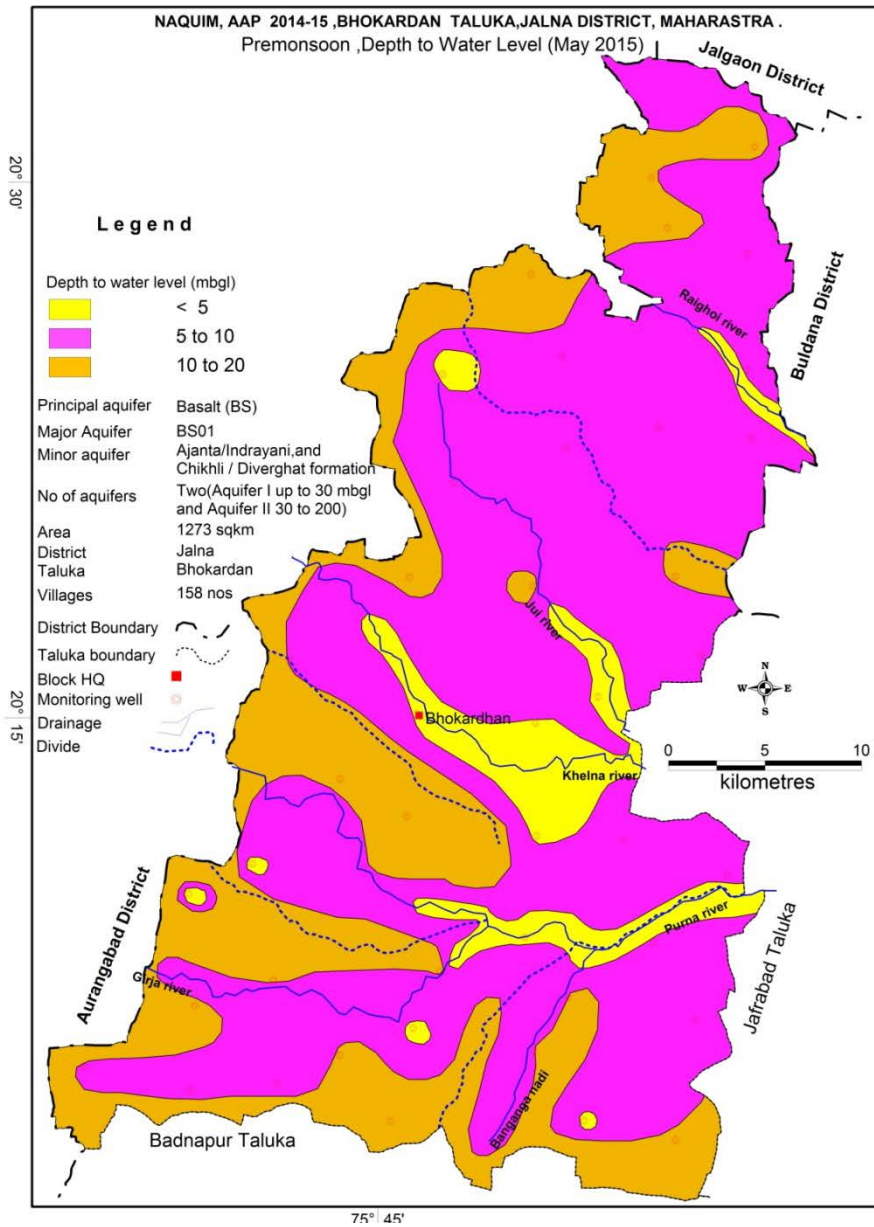 NAQUIM, AAP 2014-15 ,BHOKARDAN TALUKA,JALNA DISTRICT, MAHARASTRA .
Premonsoon ,Depth to Water Level (May 2015)
Jalgaon District
20° 30'
Legend
Depth to water level (mbgl)
< 5
5 to 10
10 to 20
Buldana District
Raighol river
Principal aquifer Basalt (BS)
Major Aquifer BS01
Minor aquifer Ajanta/Indrayani,and
Chikhli / Diverghat formation
No of aquifers Two(Aquifer I up to 30 mbgl
and Aquifer II 30 to 200)
Area 1273 sqkm
District Jalna
Taluka Bhokardan
Villages 158 nos
District Boundary
Taluka boundary
Block HQ
Monitoring well
Drainage
Divide
Jui river
N
W E
S
20° 15'
Bhokardhan
Khelna river
0 5 10
kilometres
Aurangabad District
Purna river
Jafrabad Taluka
Girja river
Banganga nadi
Badnapur Taluka
75° 45'